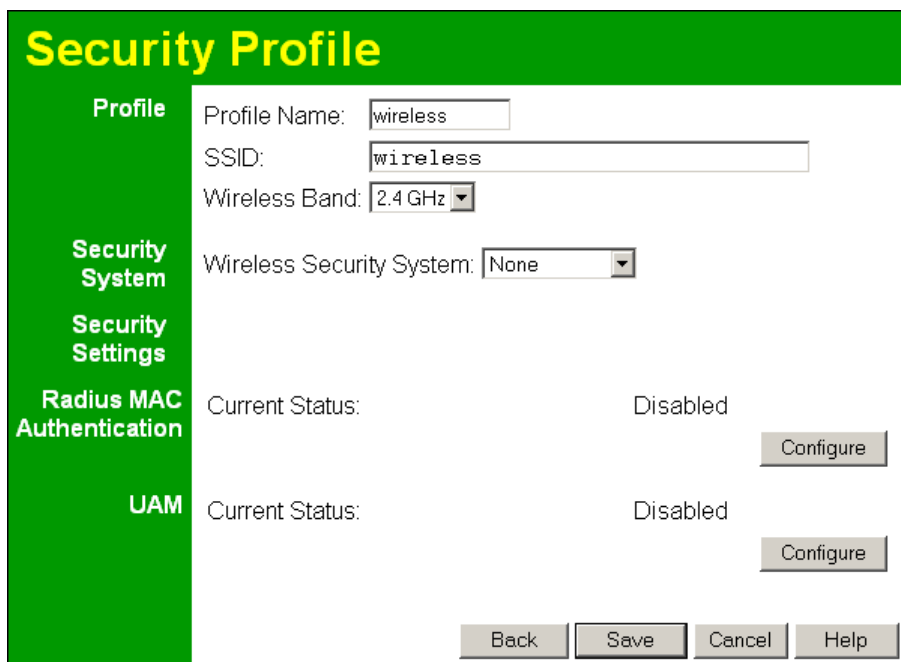 Security Profile
Profile
Profile Name: wireless
SSID: wireless
Wireless Band: 2.4 GHz
Security System
Wireless Security System: None
Security Settings
Radius MAC Authentication
Current Status: Disabled
Configure
UAM
Current Status: Disabled
Configure
Back Save Cancel Help